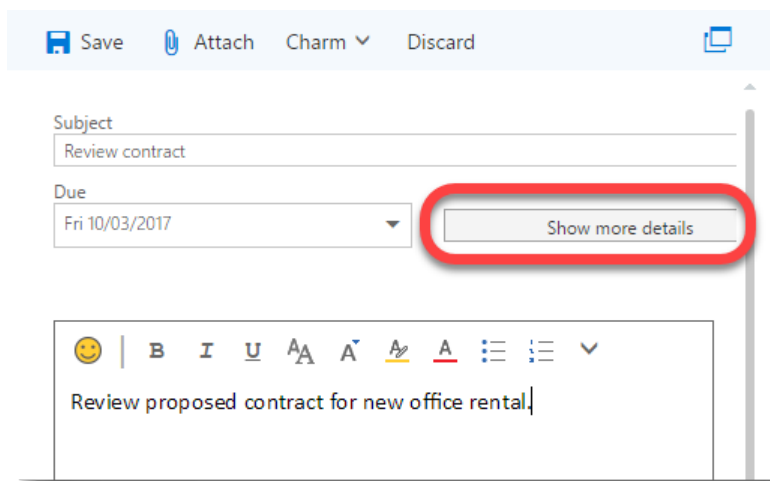 Save Attach Charm Discard
Subject
Review contract
Due
Fri 10/03/2017 Show more details
B I U AA A A A
Review proposed contract for new office rental.